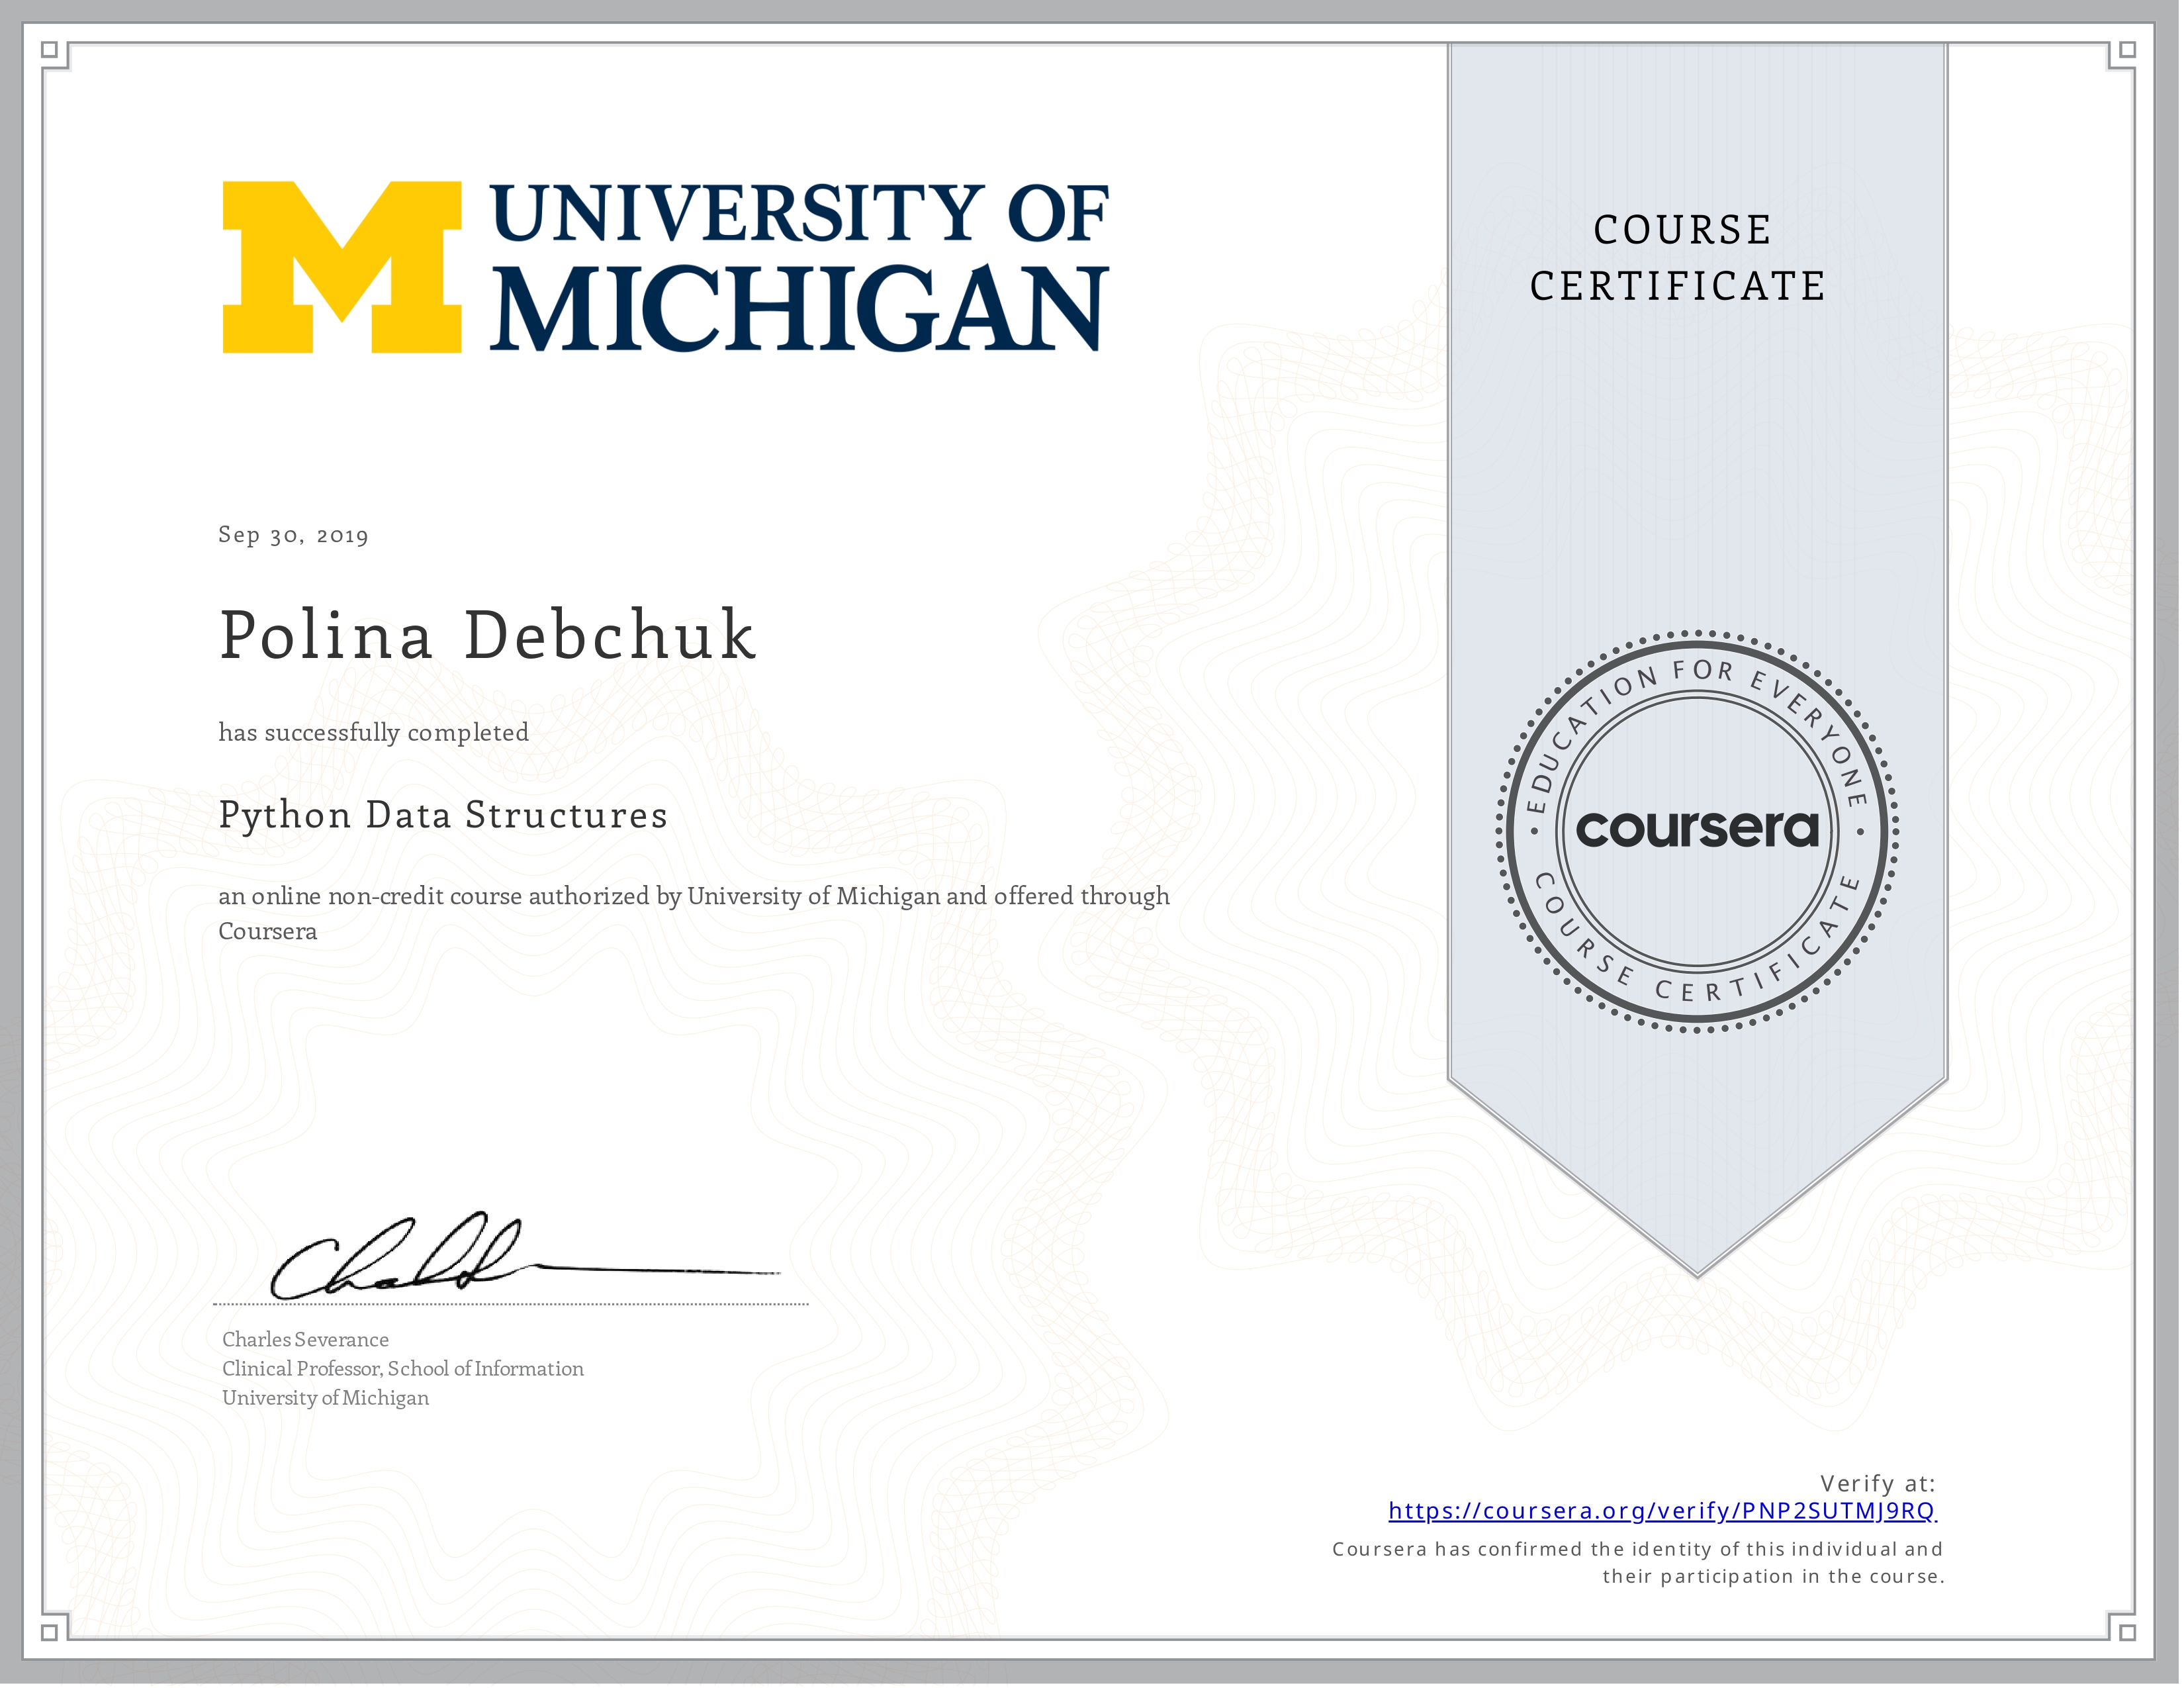 UNIVERSITY OF
MICHIGAN
COURSE
CERTIFICATE
Sep 30, 2019
Polina Debchuk
has successfully completed
Python Data Structures
an online non-credit course authorized by University of Michigan and offered through
Coursera
EDUCATION FOR EVERYONE
coursera
COURSE CERTIFICATE
Charles Severance
Clinical Professor, School of Information
University of Michigan
Verify at:
https://coursera.org/verify/PNP2SUTMJ9RQ
Coursera has confirmed the identity of this individual and
their participation in the course.